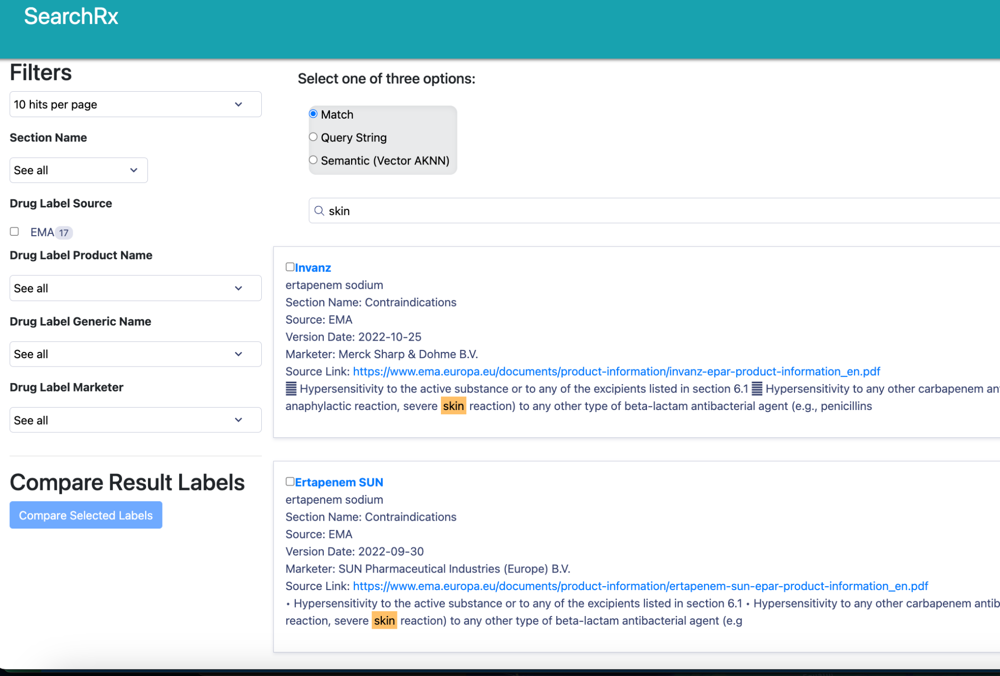 SearchRx
Filters
10 hits per page
Section Name
See all
Drug Label Source
EMA 17
Drug Label Product Name
See all
Drug Label Generic Name
See all
Drug Label Marketer
See all
Compare Result Labels
Compare Selected Labels
Select one of three options:
Match
Query String
Semantic (Vector AKNN)
skin
Invanz
ertapenem sodium
Section Name: Contraindications
Source: EMA
Version Date: 2022-10-25
Marketer: Merck Sharp & Dohme B.V.
Source Link: https://www.ema.europa.eu/documents/product-information/invanz-epar-product-information_en.pdf
Hypersensitivity to the active substance or to any of the excipients listed in section 6.1 Hypersensitivity to any other carbapenem
anaphylactic reaction, severe skin reaction) to any other type of beta-lactam antibacterial agent (e.g., penicillins
Ertapenem SUN
ertapenem sodium
Section Name: Contraindications
Source: EMA
Version Date: 2022-09-30
Marketer: SUN Pharmaceutical Industries (Europe) B.V.
Source Link: https://www.ema.europa.eu/documents/product-information/ertapenem-sun-epar-product-information_en.pdf
• Hypersensitivity to the active substance or to any of the excipients listed in section 6.1 • Hypersensitivity to any other carbapenem antib
reaction, severe skin reaction) to any other type of beta-lactam antibacterial agent (e.g